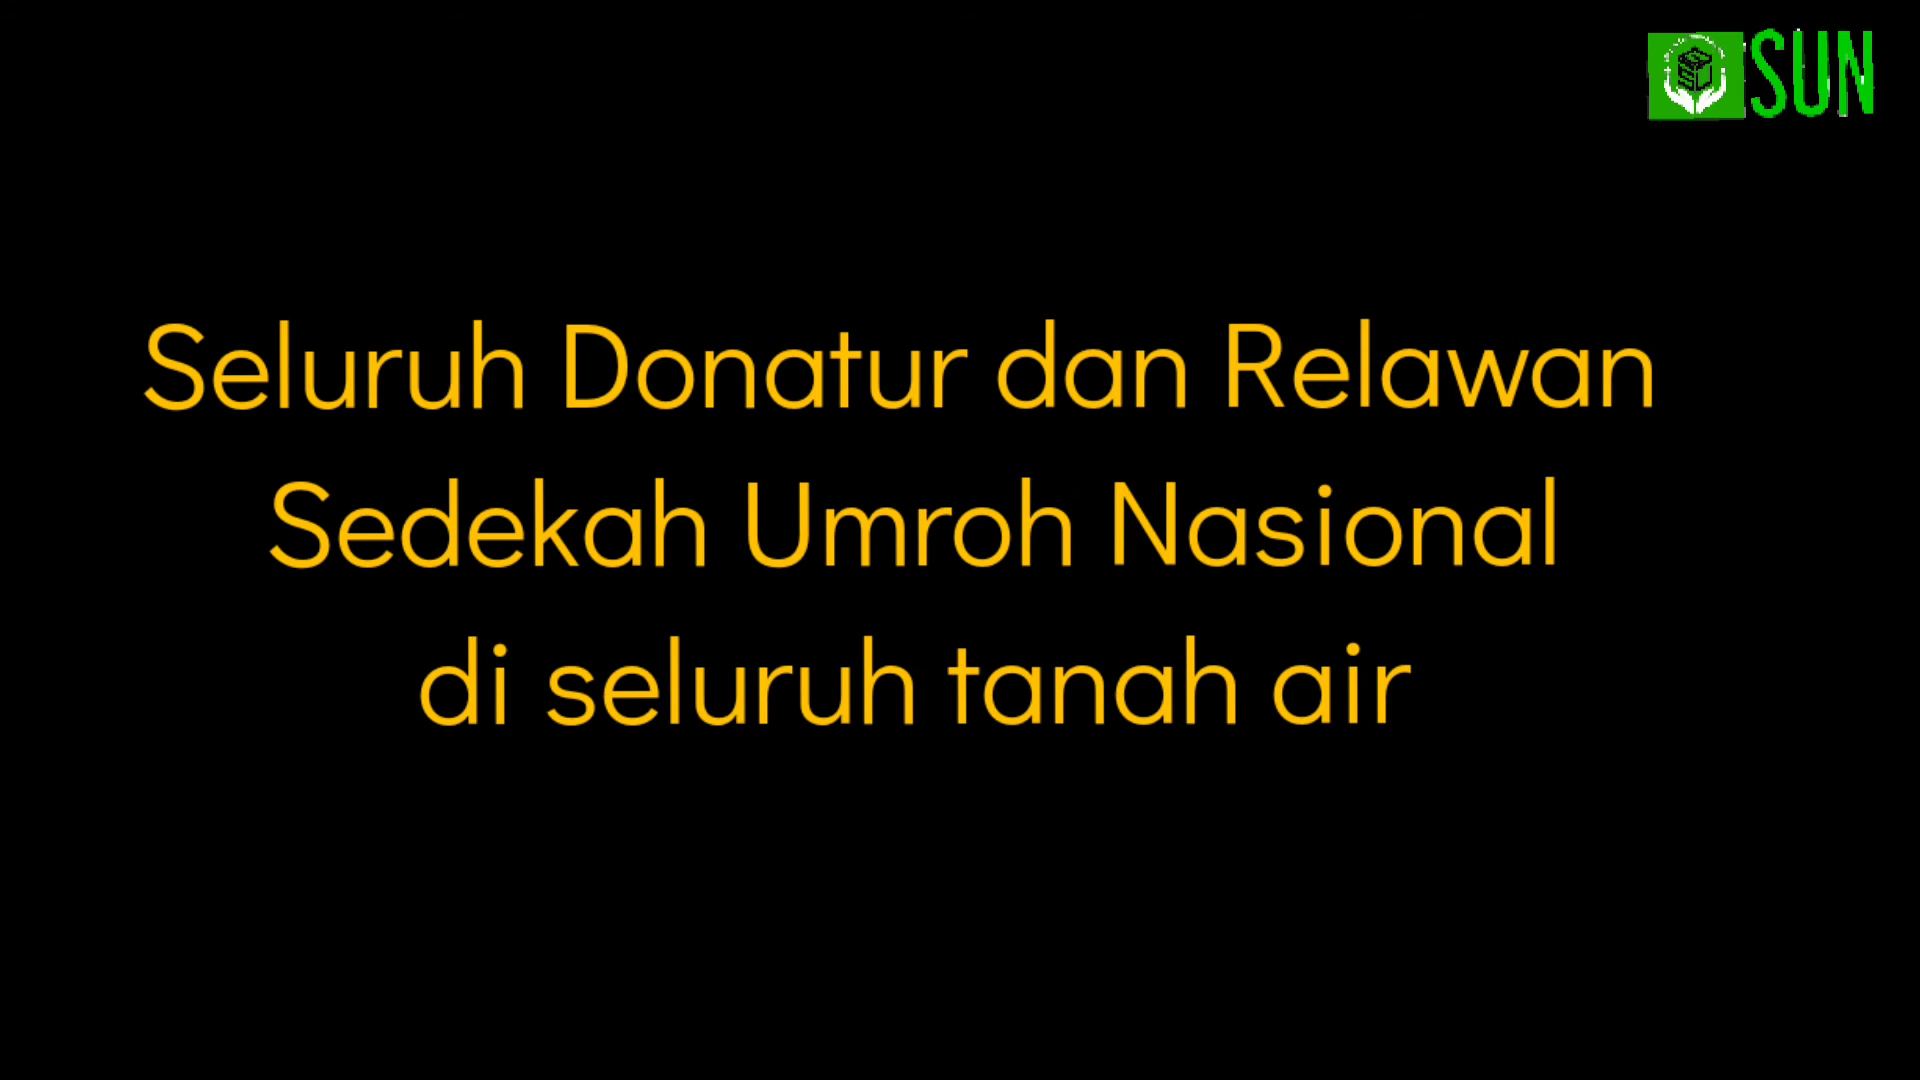 SUN
Seluruh Donatur dan Relawan
Sedekah Umroh Nasional
di seluruh tanah air